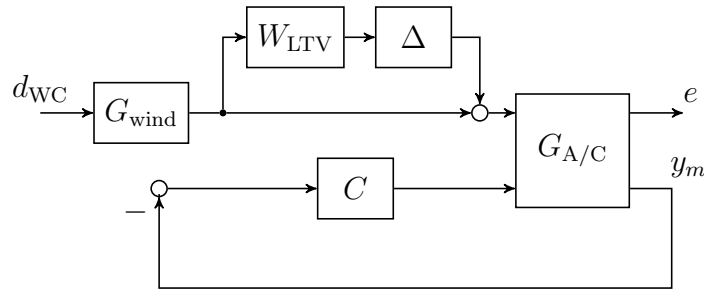 W_LTV
Δ
d_WC
G_wind
e
G_A/C
y_m
C
−